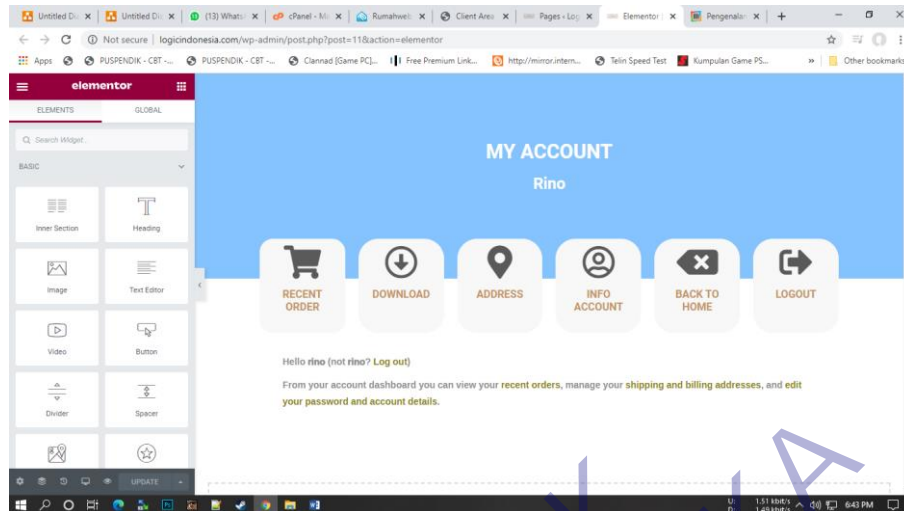 Untitled Di
Untitled Di
(13) Whats
cPanel - M
Rumahweb
Client Area
Pages ‹ Log
Elementor
Pengenalan
Not secure | logicindonesia.com/wp-admin/post.php?post=11&action=elementor
Apps
PUSPENDIK - CBT -...
PUSPENDIK - CBT -...
Clannad [Game PC]...
Free Premium Link...
http://mirror.intern...
Telin Speed Test
Kumpulan Game PS...
»
Other bookmarks
elementor
ELEMENTS
GLOBAL
Search Widget...
BASIC
Inner Section
Heading
Image
Text Editor
Video
Button
Divider
Spacer
UPDATE
MY ACCOUNT
Rino
RECENT
ORDER
DOWNLOAD
ADDRESS
INFO
ACCOUNT
BACK TO
HOME
LOGOUT
Hello rino (not rino? Log out)
From your account dashboard you can view your recent orders, manage your shipping and billing addresses, and edit
your password and account details.
U: 1.51 kbit/s
D: 1.49 kbit/s
6:43 PM